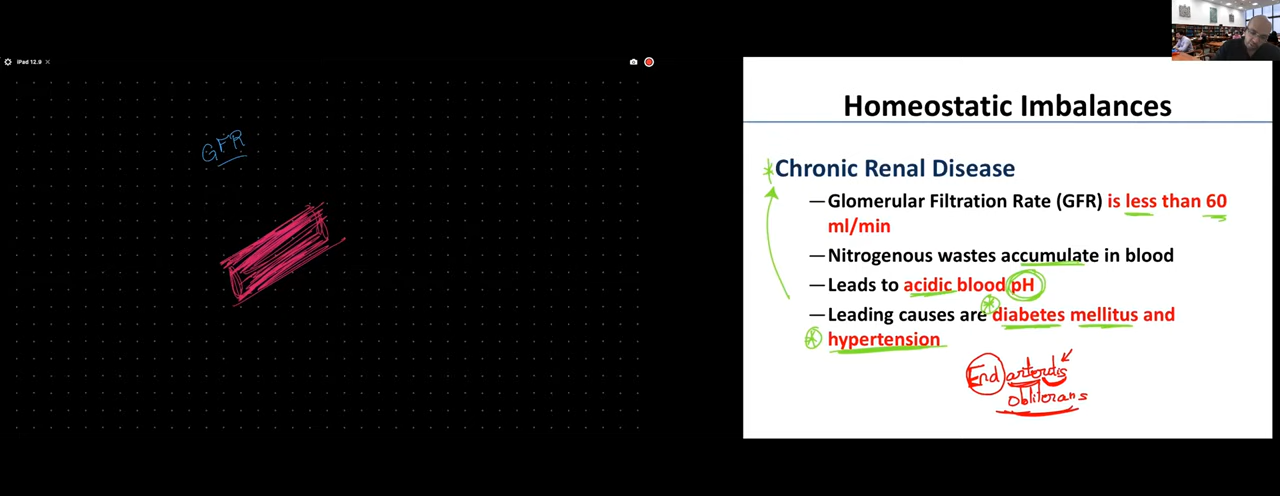 iPad 12.9 ×
GFR
Homeostatic Imbalances
*Chronic Renal Disease
—Glomerular Filtration Rate (GFR) is less than 60
ml/min
—Nitrogenous wastes accumulate in blood
—Leads to acidic blood pH
—Leading causes are *diabetes mellitus and
*hypertension
End arterdis
Obliterans